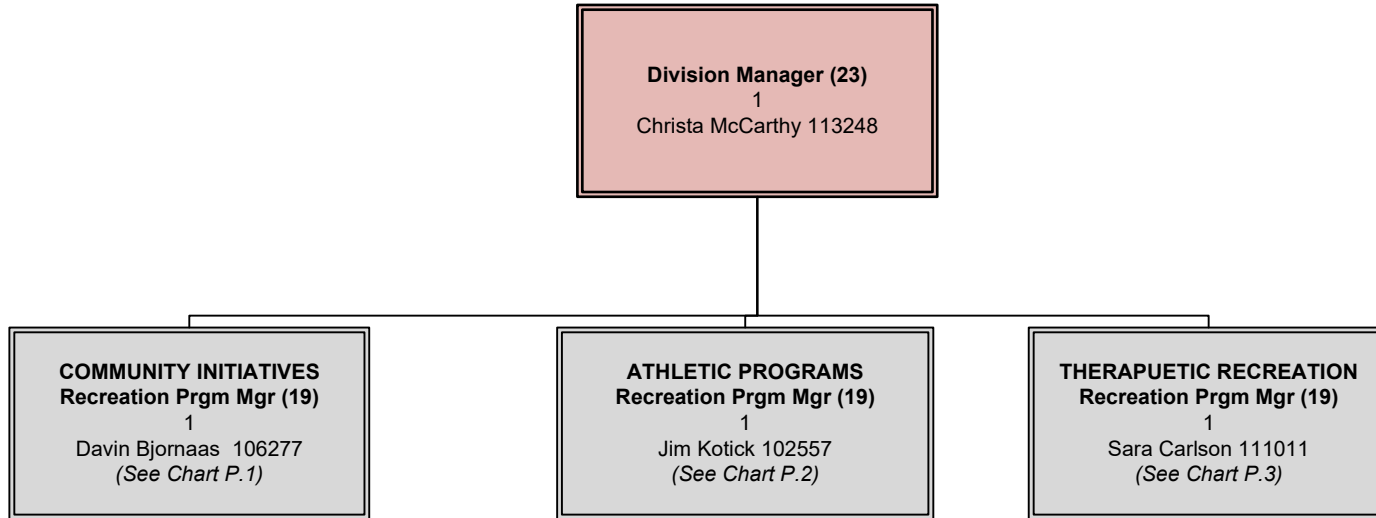 Division Manager (23)
1
Christa McCarthy 113248
COMMUNITY INITIATIVES
Recreation Prgm Mgr (19)
1
Davin Bjornaas 106277
(See Chart P.1)
ATHLETIC PROGRAMS
Recreation Prgm Mgr (19)
1
Jim Kotick 102557
(See Chart P.2)
THERAPUETIC RECREATION
Recreation Prgm Mgr (19)
1
Sara Carlson 111011
(See Chart P.3)